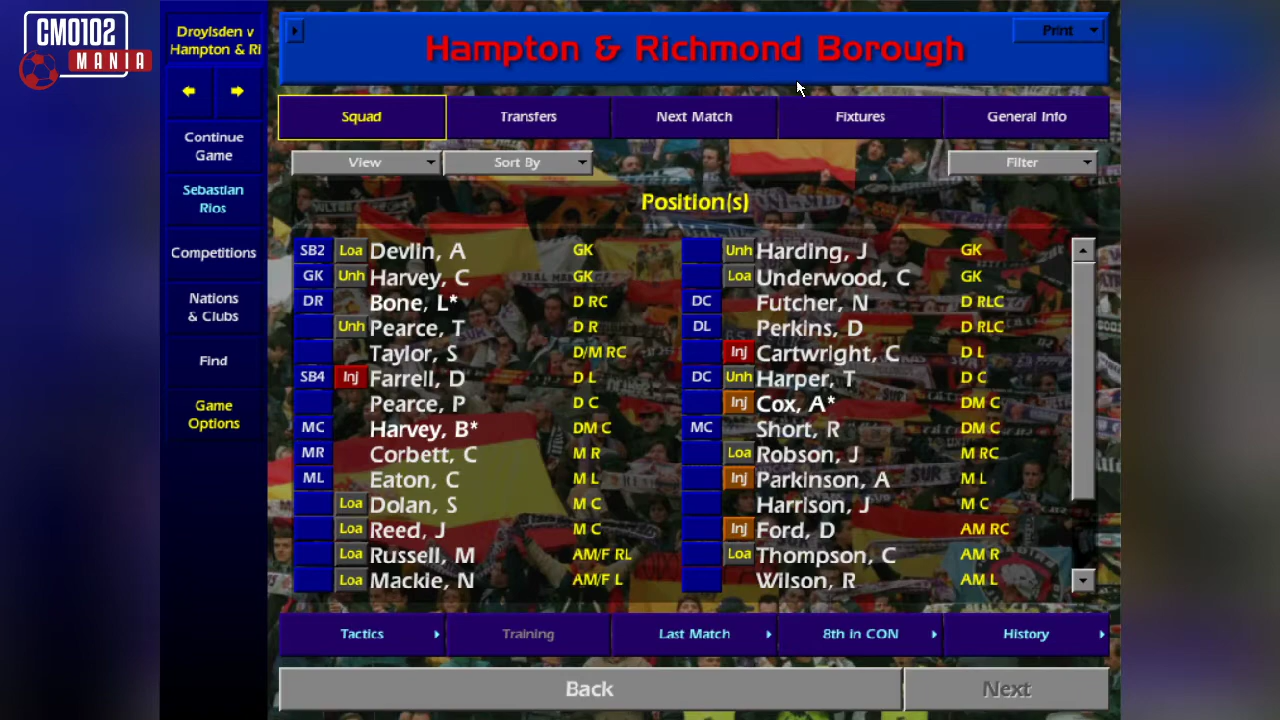 CM0102
MANIA
Droylsden v
Hampton & Ri
Continue
Game
Sebastian
Rios
Competitions
Nations
& Clubs
Find
Game
Options
Hampton & Richmond Borough
Print
Squad
Transfers
Next Match
Fixtures
General Info
View
Sort By
Filter
Position(s)
SB2 Loa Devlin, A GK
Unh Harding, J GK
GK Unh Harvey, C GK
Loa Underwood, C GK
DR Bone, L* D RC
DC Futcher, N D RLC
Unh Pearce, T D R
DL Perkins, D D RLC
Taylor, S D/M RC
Inj Cartwright, C D L
SB4 Inj Farrell, D D L
DC Unh Harper, T D C
Pearce, P D C
Inj Cox, A* DM C
MC Harvey, B* DM C
MC Short, R DM C
MR Corbett, C M R
Loa Robson, J M RC
ML Eaton, C M L
Inj Parkinson, A M L
Loa Dolan, S M C
Harrison, J M C
Loa Reed, J M C
Inj Ford, D AM RC
Loa Russell, M AM/F RL
Loa Thompson, C AM R
Loa Mackie, N AM/F L
Wilson, R AM L
Tactics
Training
Last Match
8th in CON
History
Back
Next